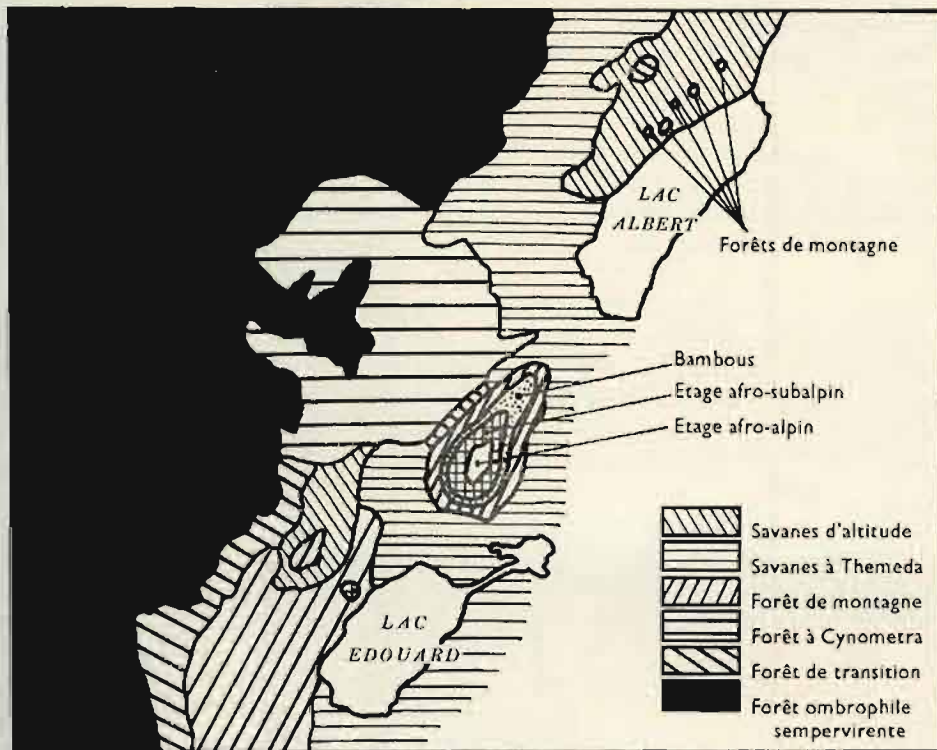 LAC
ALBERT
Forêts de montagne
Bambous
Etage afro-subalpin
Etage afro-alpin
LAC
EDOUARD
Savanes d'altitude
Savanes à Themeda
Forêt de montagne
Forêt à Cynometra
Forêt de transition
Forêt ombrophile
sempervirente